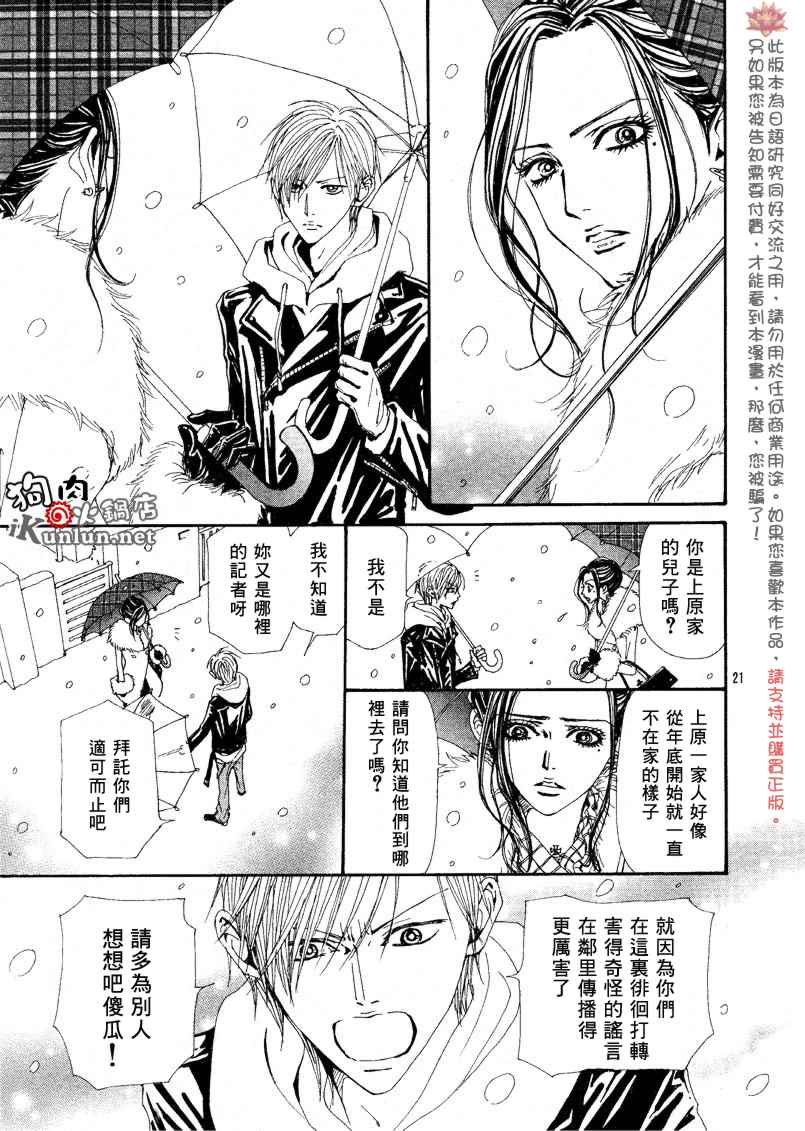 你是上原家
的兒子嗎？
我不是
我不知道
妳又是哪裡
的記者呀
上原一家人好像
從年底開始就一直
不在家的樣子
請問你知道他們到哪
裡去了嗎？
拜託你們
適可而止吧
就因為你們
在這裏徘徊打轉
害得奇怪的謠言
在鄰里傳播得
更厲害了
請多為別人
想想吧傻瓜！
21
狗肉
火鍋店
iKunlun.net
此版本為日語研究同好交流之用，請勿用於任何商業用途。如果您喜歡本作品，請支持並購買正版。
另如果您被告知需要付費，才能看到本漫畫，那麼，您被騙了！